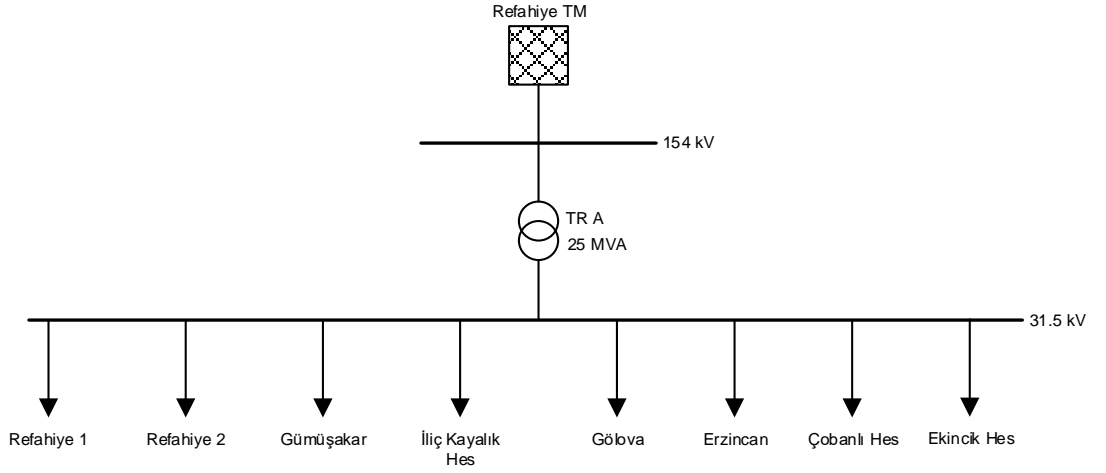 Refahiye TM
154 kV
TR A
25 MVA
31.5 kV
Refahiye 1
Refahiye 2
Gümüşakar
İliç Kayalık
Hes
Gölova
Erzincan
Çobanlı Hes
Ekincik Hes